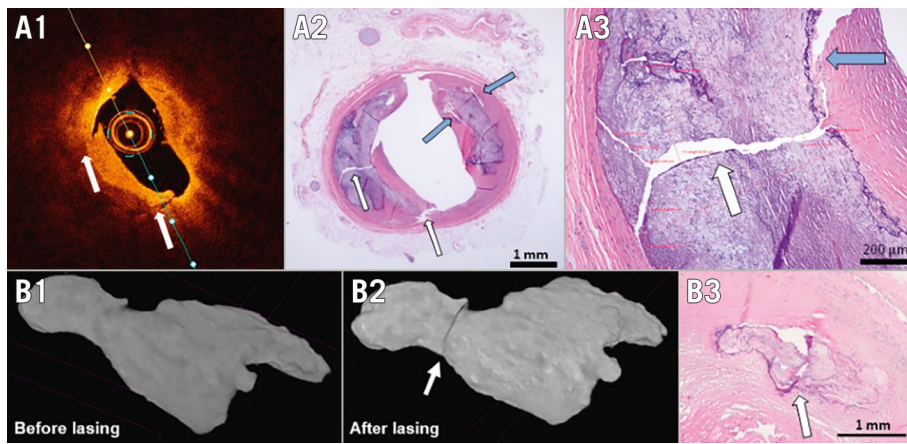 A1
A2
A3
1 mm
200 µm
B1
B2
B3
Before lasing
After lasing
1 mm